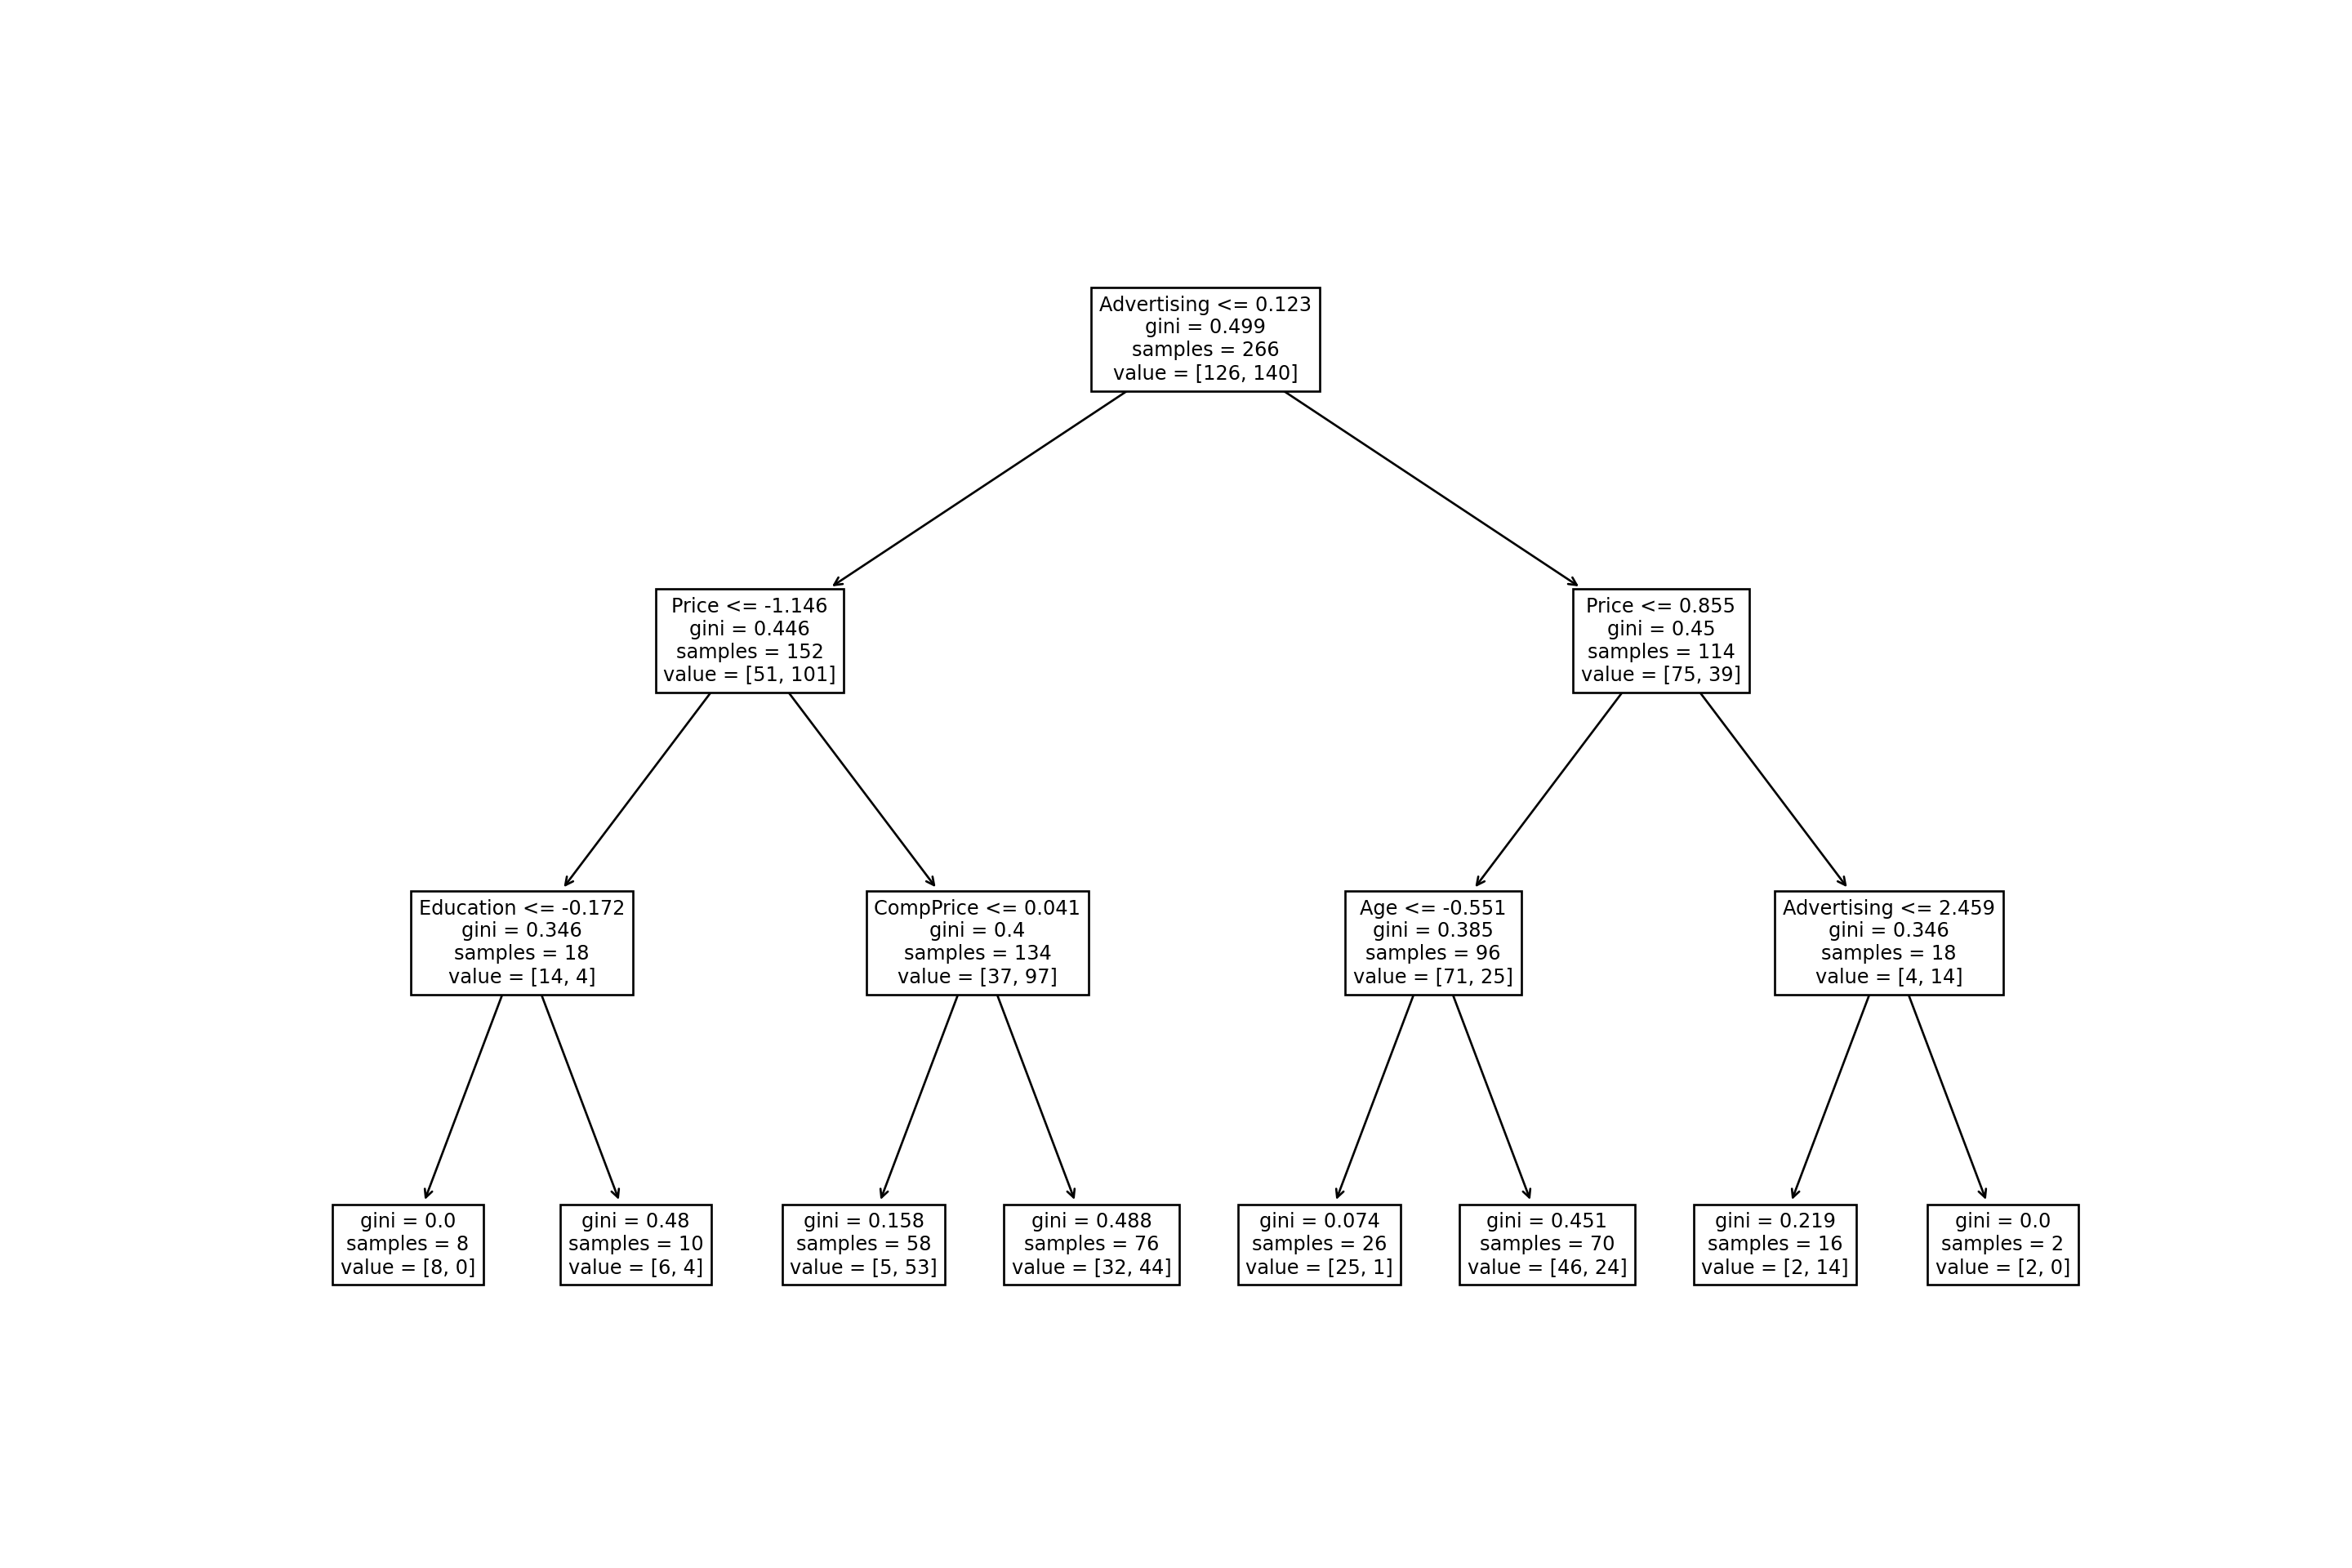 Advertising <= 0.123
gini = 0.499
samples = 266
value = [126, 140]
Price <= -1.146
gini = 0.446
samples = 152
value = [51, 101]
Price <= 0.855
gini = 0.45
samples = 114
value = [75, 39]
Education <= -0.172
gini = 0.346
samples = 18
value = [14, 4]
CompPrice <= 0.041
gini = 0.4
samples = 134
value = [37, 97]
Age <= -0.551
gini = 0.385
samples = 96
value = [71, 25]
Advertising <= 2.459
gini = 0.346
samples = 18
value = [4, 14]
gini = 0.0
samples = 8
value = [8, 0]
gini = 0.48
samples = 10
value = [6, 4]
gini = 0.158
samples = 58
value = [5, 53]
gini = 0.488
samples = 76
value = [32, 44]
gini = 0.074
samples = 26
value = [25, 1]
gini = 0.451
samples = 70
value = [46, 24]
gini = 0.219
samples = 16
value = [2, 14]
gini = 0.0
samples = 2
value = [2, 0]